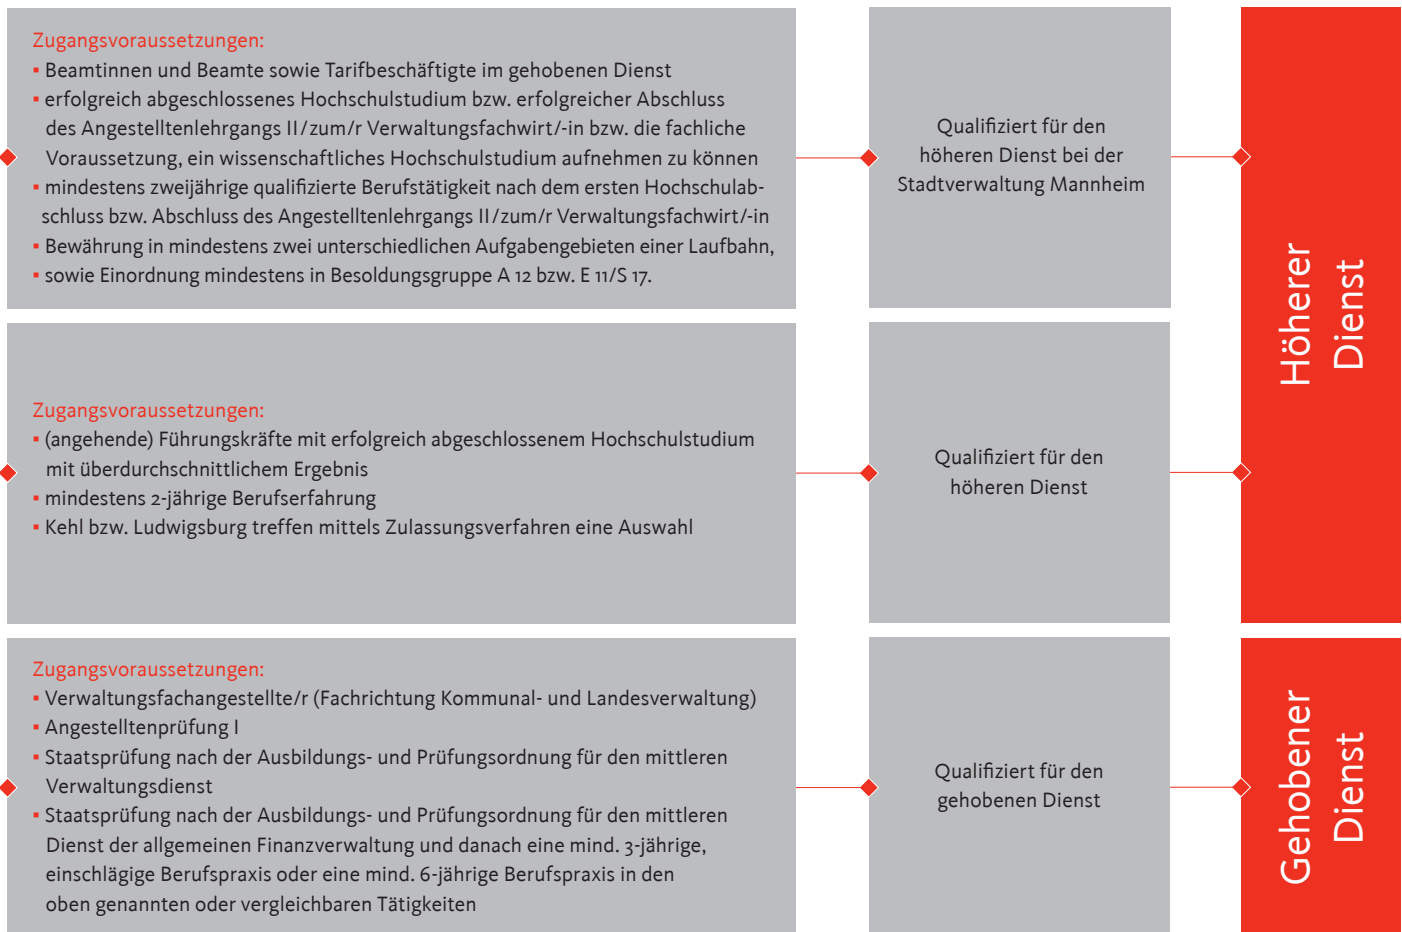 Zugangsvoraussetzungen:
▪ Beamtinnen und Beamte sowie Tarifbeschäftigte im gehobenen Dienst
▪ erfolgreich abgeschlossenes Hochschulstudium bzw. erfolgreicher Abschluss
des Angestelltenlehrgangs II/zum/r Verwaltungsfachwirt/-in bzw. die fachliche
Voraussetzung, ein wissenschaftliches Hochschulstudium aufnehmen zu können
▪ mindestens zweijährige qualifizierte Berufstätigkeit nach dem ersten Hochschulab-
schluss bzw. Abschluss des Angestelltenlehrgangs II/zum/r Verwaltungsfachwirt/-in
▪ Bewährung in mindestens zwei unterschiedlichen Aufgabengebieten einer Laufbahn,
▪ sowie Einordnung mindestens in Besoldungsgruppe A 12 bzw. E 11/S 17.
Qualifiziert für den
höheren Dienst bei der
Stadtverwaltung Mannheim
Höherer
Dienst
Zugangsvoraussetzungen:
▪ (angehende) Führungskräfte mit erfolgreich abgeschlossenem Hochschulstudium
mit überdurchschnittlichem Ergebnis
▪ mindestens 2-jährige Berufserfahrung
▪ Kehl bzw. Ludwigsburg treffen mittels Zulassungsverfahren eine Auswahl
Qualifiziert für den
höheren Dienst
Zugangsvoraussetzungen:
▪ Verwaltungsfachangestellte/r (Fachrichtung Kommunal- und Landesverwaltung)
▪ Angestelltenprüfung I
▪ Staatsprüfung nach der Ausbildungs- und Prüfungsordnung für den mittleren
Verwaltungsdienst
▪ Staatsprüfung nach der Ausbildungs- und Prüfungsordnung für den mittleren
Dienst der allgemeinen Finanzverwaltung und danach eine mind. 3-jährige,
einschlägige Berufspraxis oder eine mind. 6-jährige Berufspraxis in den
oben genannten oder vergleichbaren Tätigkeiten
Qualifiziert für den
gehobenen Dienst
Gehobener
Dienst